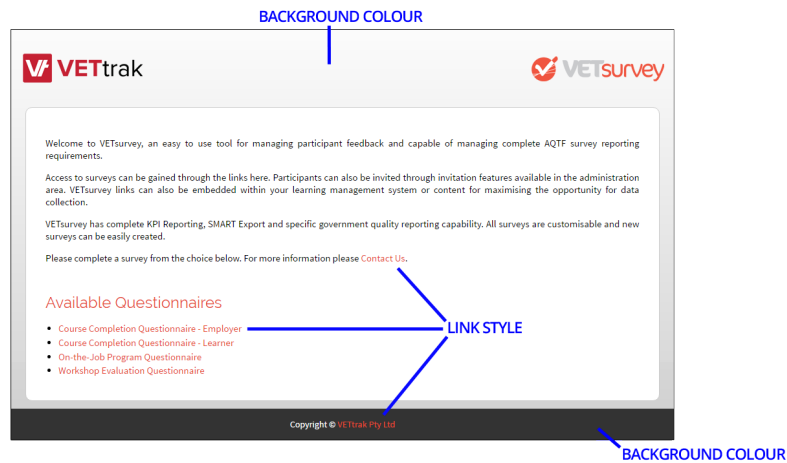 BACKGROUND COLOUR
VETtrak
VETsurvey
Welcome to VETsurvey, an easy to use tool for managing participant feedback and capable of managing complete AQTF survey reporting
requirements.
Access to surveys can be gained through the links here. Participants can also be invited through invitation features available in the administration
area. VETsurvey links can also be embedded within your learning management system or content for maximising the opportunity for data
collection.
VETsurvey has complete KPI Reporting, SMART Export and specific government quality reporting capability. All surveys are customisable and new
surveys can be easily created.
Please complete a survey from the choice below. For more information please Contact Us.
Available Questionnaires
Course Completion Questionnaire - Employer
LINK STYLE
Course Completion Questionnaire - Learner
On-the-Job Program Questionnaire
Workshop Evaluation Questionnaire
Copyright © VETtrak Pty Ltd
BACKGROUND COLOUR